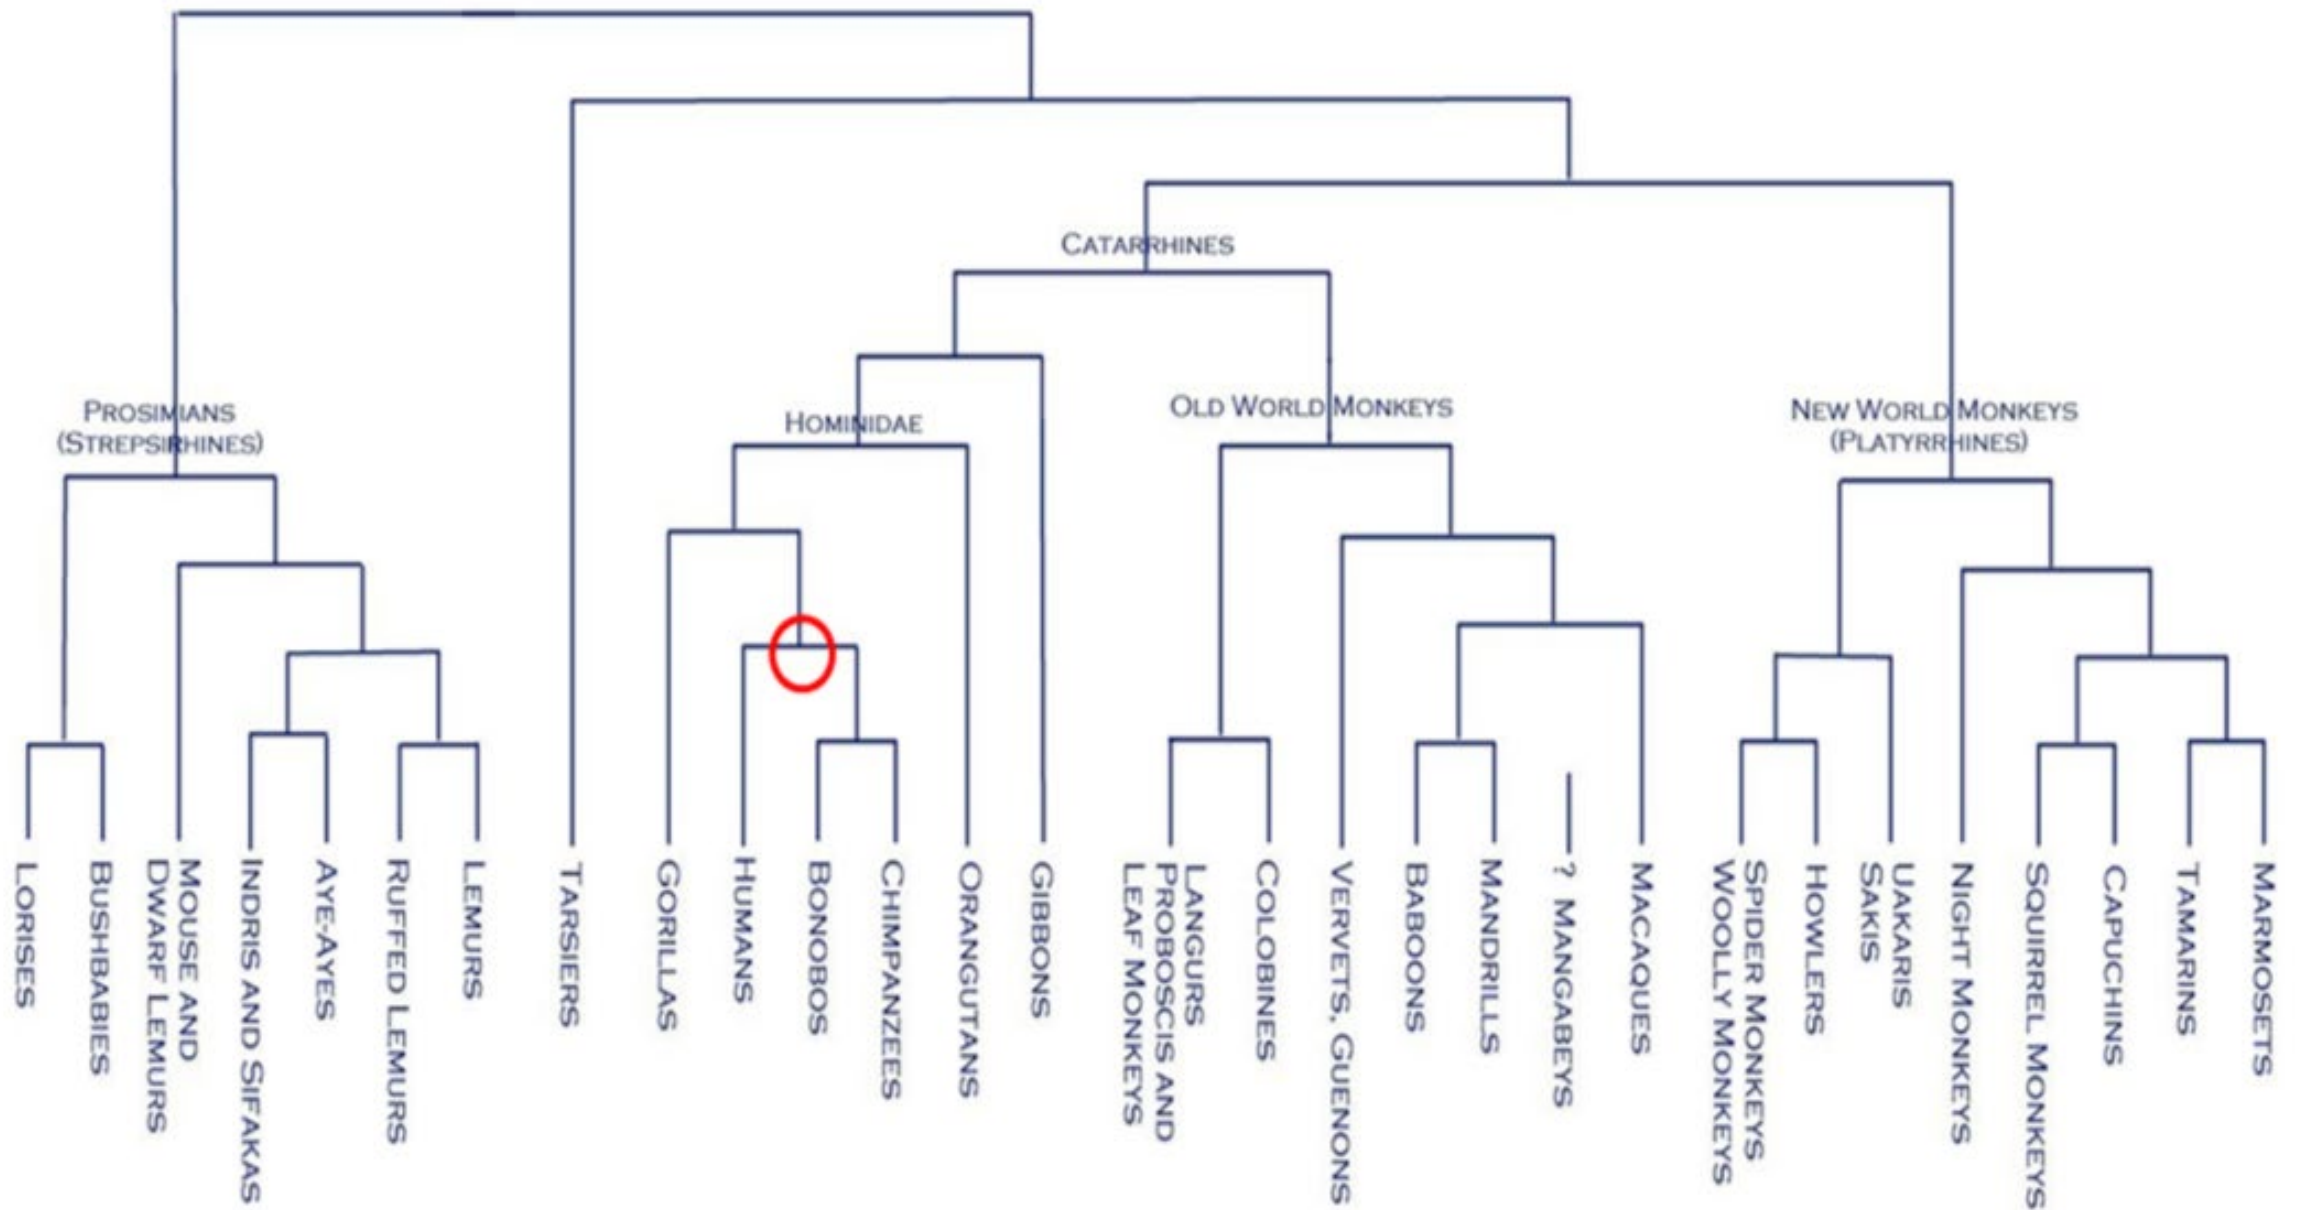 CATARRHINES
PROSIMIANS
(STREPSIRHINES)
HOMINIDAE
OLD WORLD MONKEYS
NEW WORLD MONKEYS
(PLATYRRHINES)
LORISES
BUSHBABIES
MOUSE AND
DWARF LEMURS
INDRIS AND SIFAKAS
AYE-AYES
RUFFED LEMURS
LEMURS
TARSIERS
GORILLAS
HUMANS
BONOBOS
CHIMPANZEES
ORANGUTANS
GIBBONS
LANGURS
PROBOSCIS AND
LEAF MONKEYS
COLOBINES
VERVETS, GUENONS
BABOONS
MANDRILLS
? MANGABEYS
MACAQUES
SPIDER MONKEYS
WOOLLY MONKEYS
HOWLERS
UAKARIS
SAKIS
NIGHT MONKEYS
SQUIRREL MONKEYS
CAPUCHINS
TAMARINS
MARMOSETS